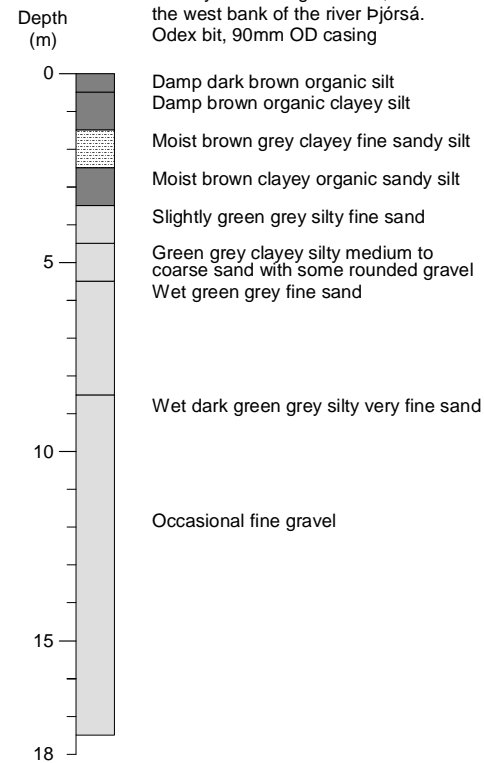 Depth
(m)
the west bank of the river Þjórsá.
Odex bit, 90mm OD casing
0
Damp dark brown organic silt
Damp brown organic clayey silt
Moist brown grey clayey fine sandy silt
Moist brown clayey organic sandy silt
Slightly green grey silty fine sand
5
Green grey clayey silty medium to
coarse sand with some rounded gravel
Wet green grey fine sand
Wet dark green grey silty very fine sand
10
Occasional fine gravel
15
18